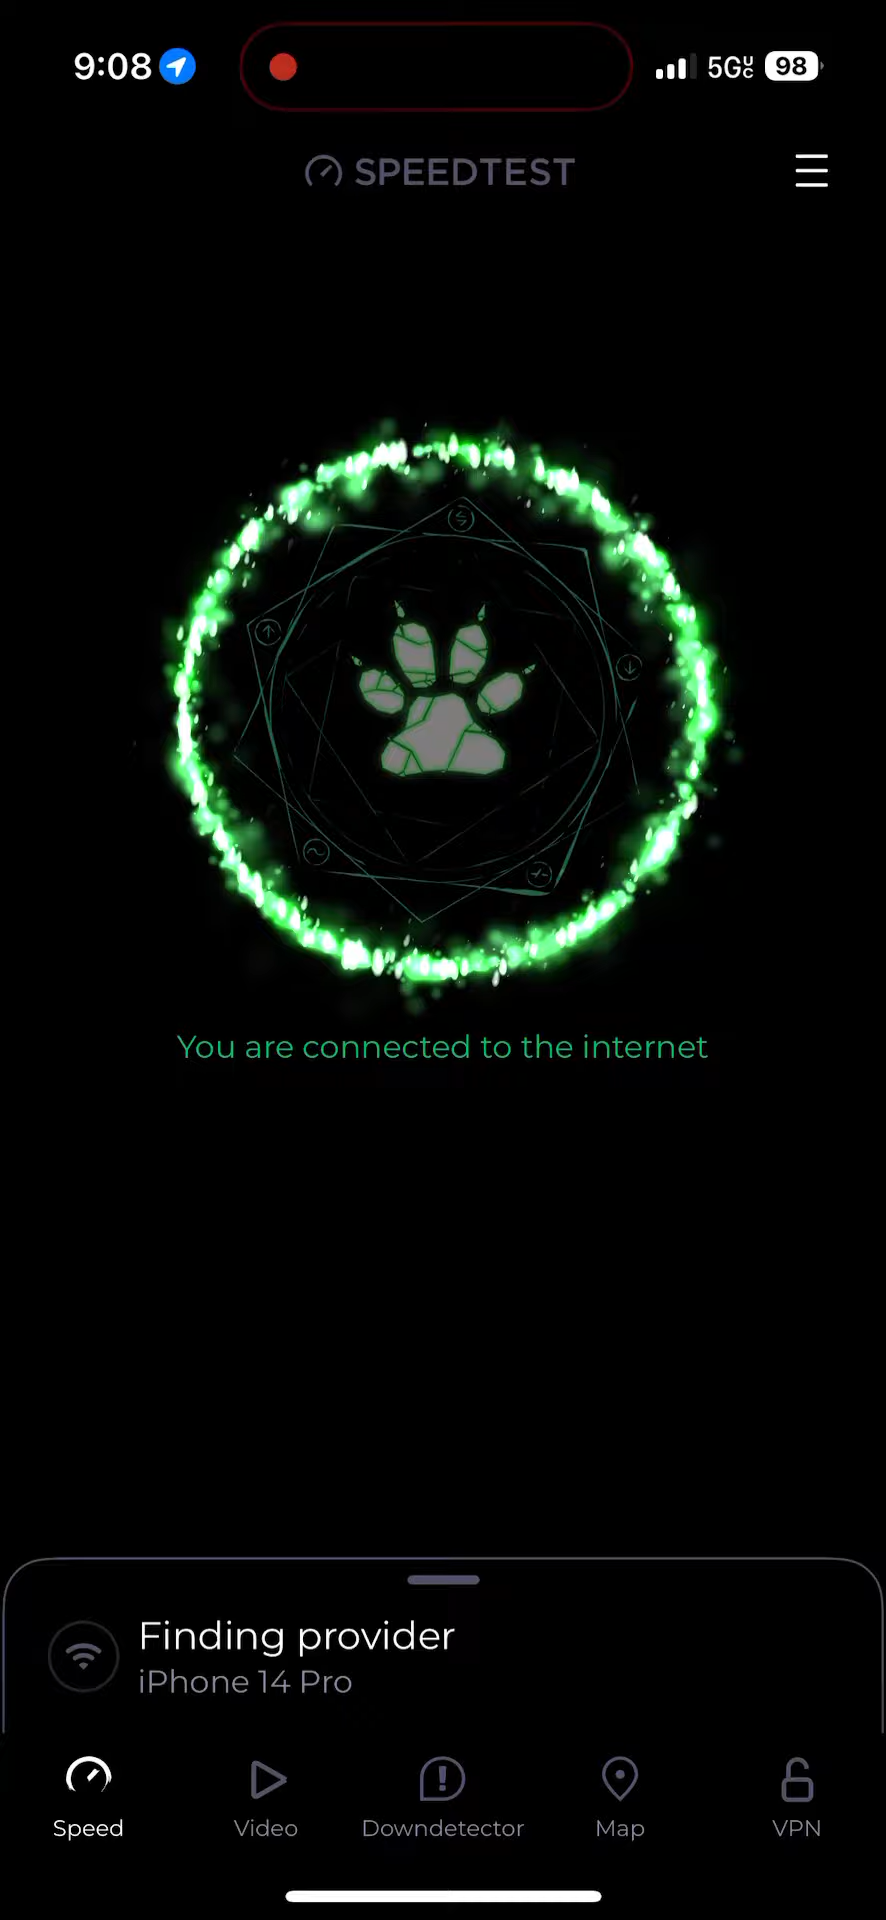 9:08
5GUC
98
SPEEDTEST
You are connected to the internet
Finding provider
iPhone 14 Pro
Speed
Video
Downdetector
Map
VPN